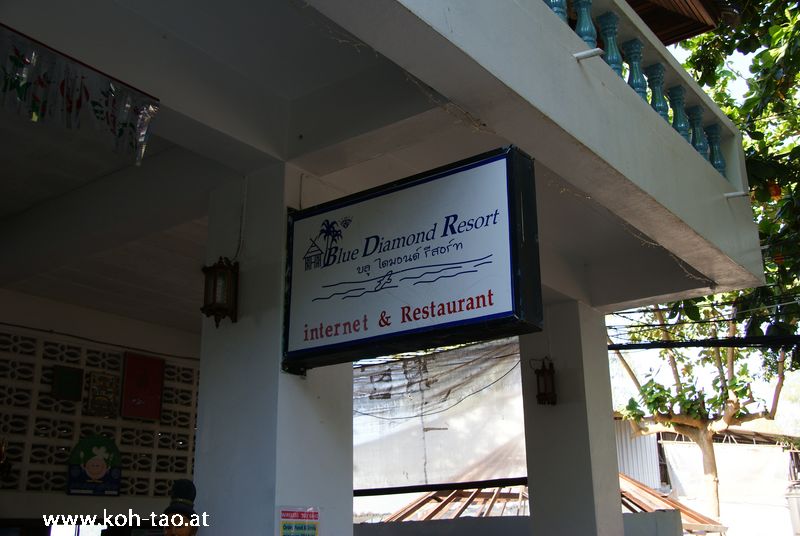 Blue Diamond Resort
บลู ไดมอนด์ รีสอร์ท
internet & Restaurant
www.koh-tao.at